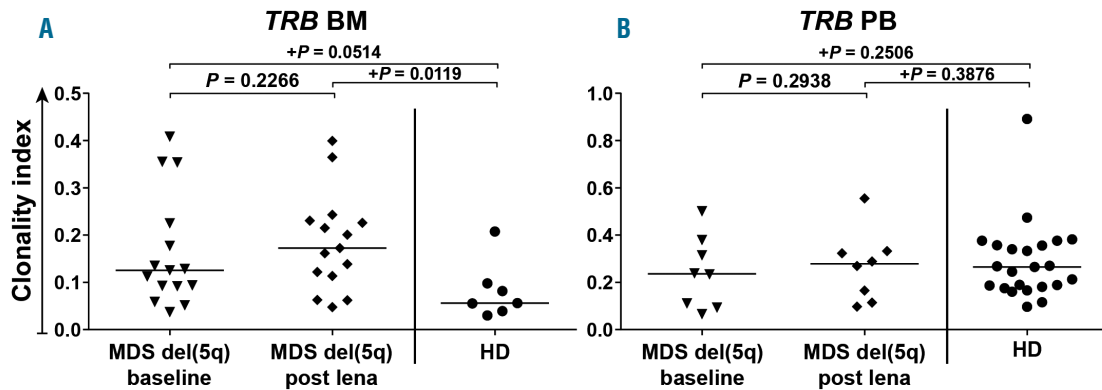 A
TRB BM
+P = 0.0514
P = 0.2266
+P = 0.0119
Clonality index
0.5
0.4
0.3
0.2
0.1
0.0
MDS del(5q)
baseline
MDS del(5q)
post lena
HD
B
TRB PB
+P = 0.2506
P = 0.2938
+P = 0.3876
1.0
0.8
0.6
0.4
0.2
0.0
MDS del(5q)
baseline
MDS del(5q)
post lena
HD